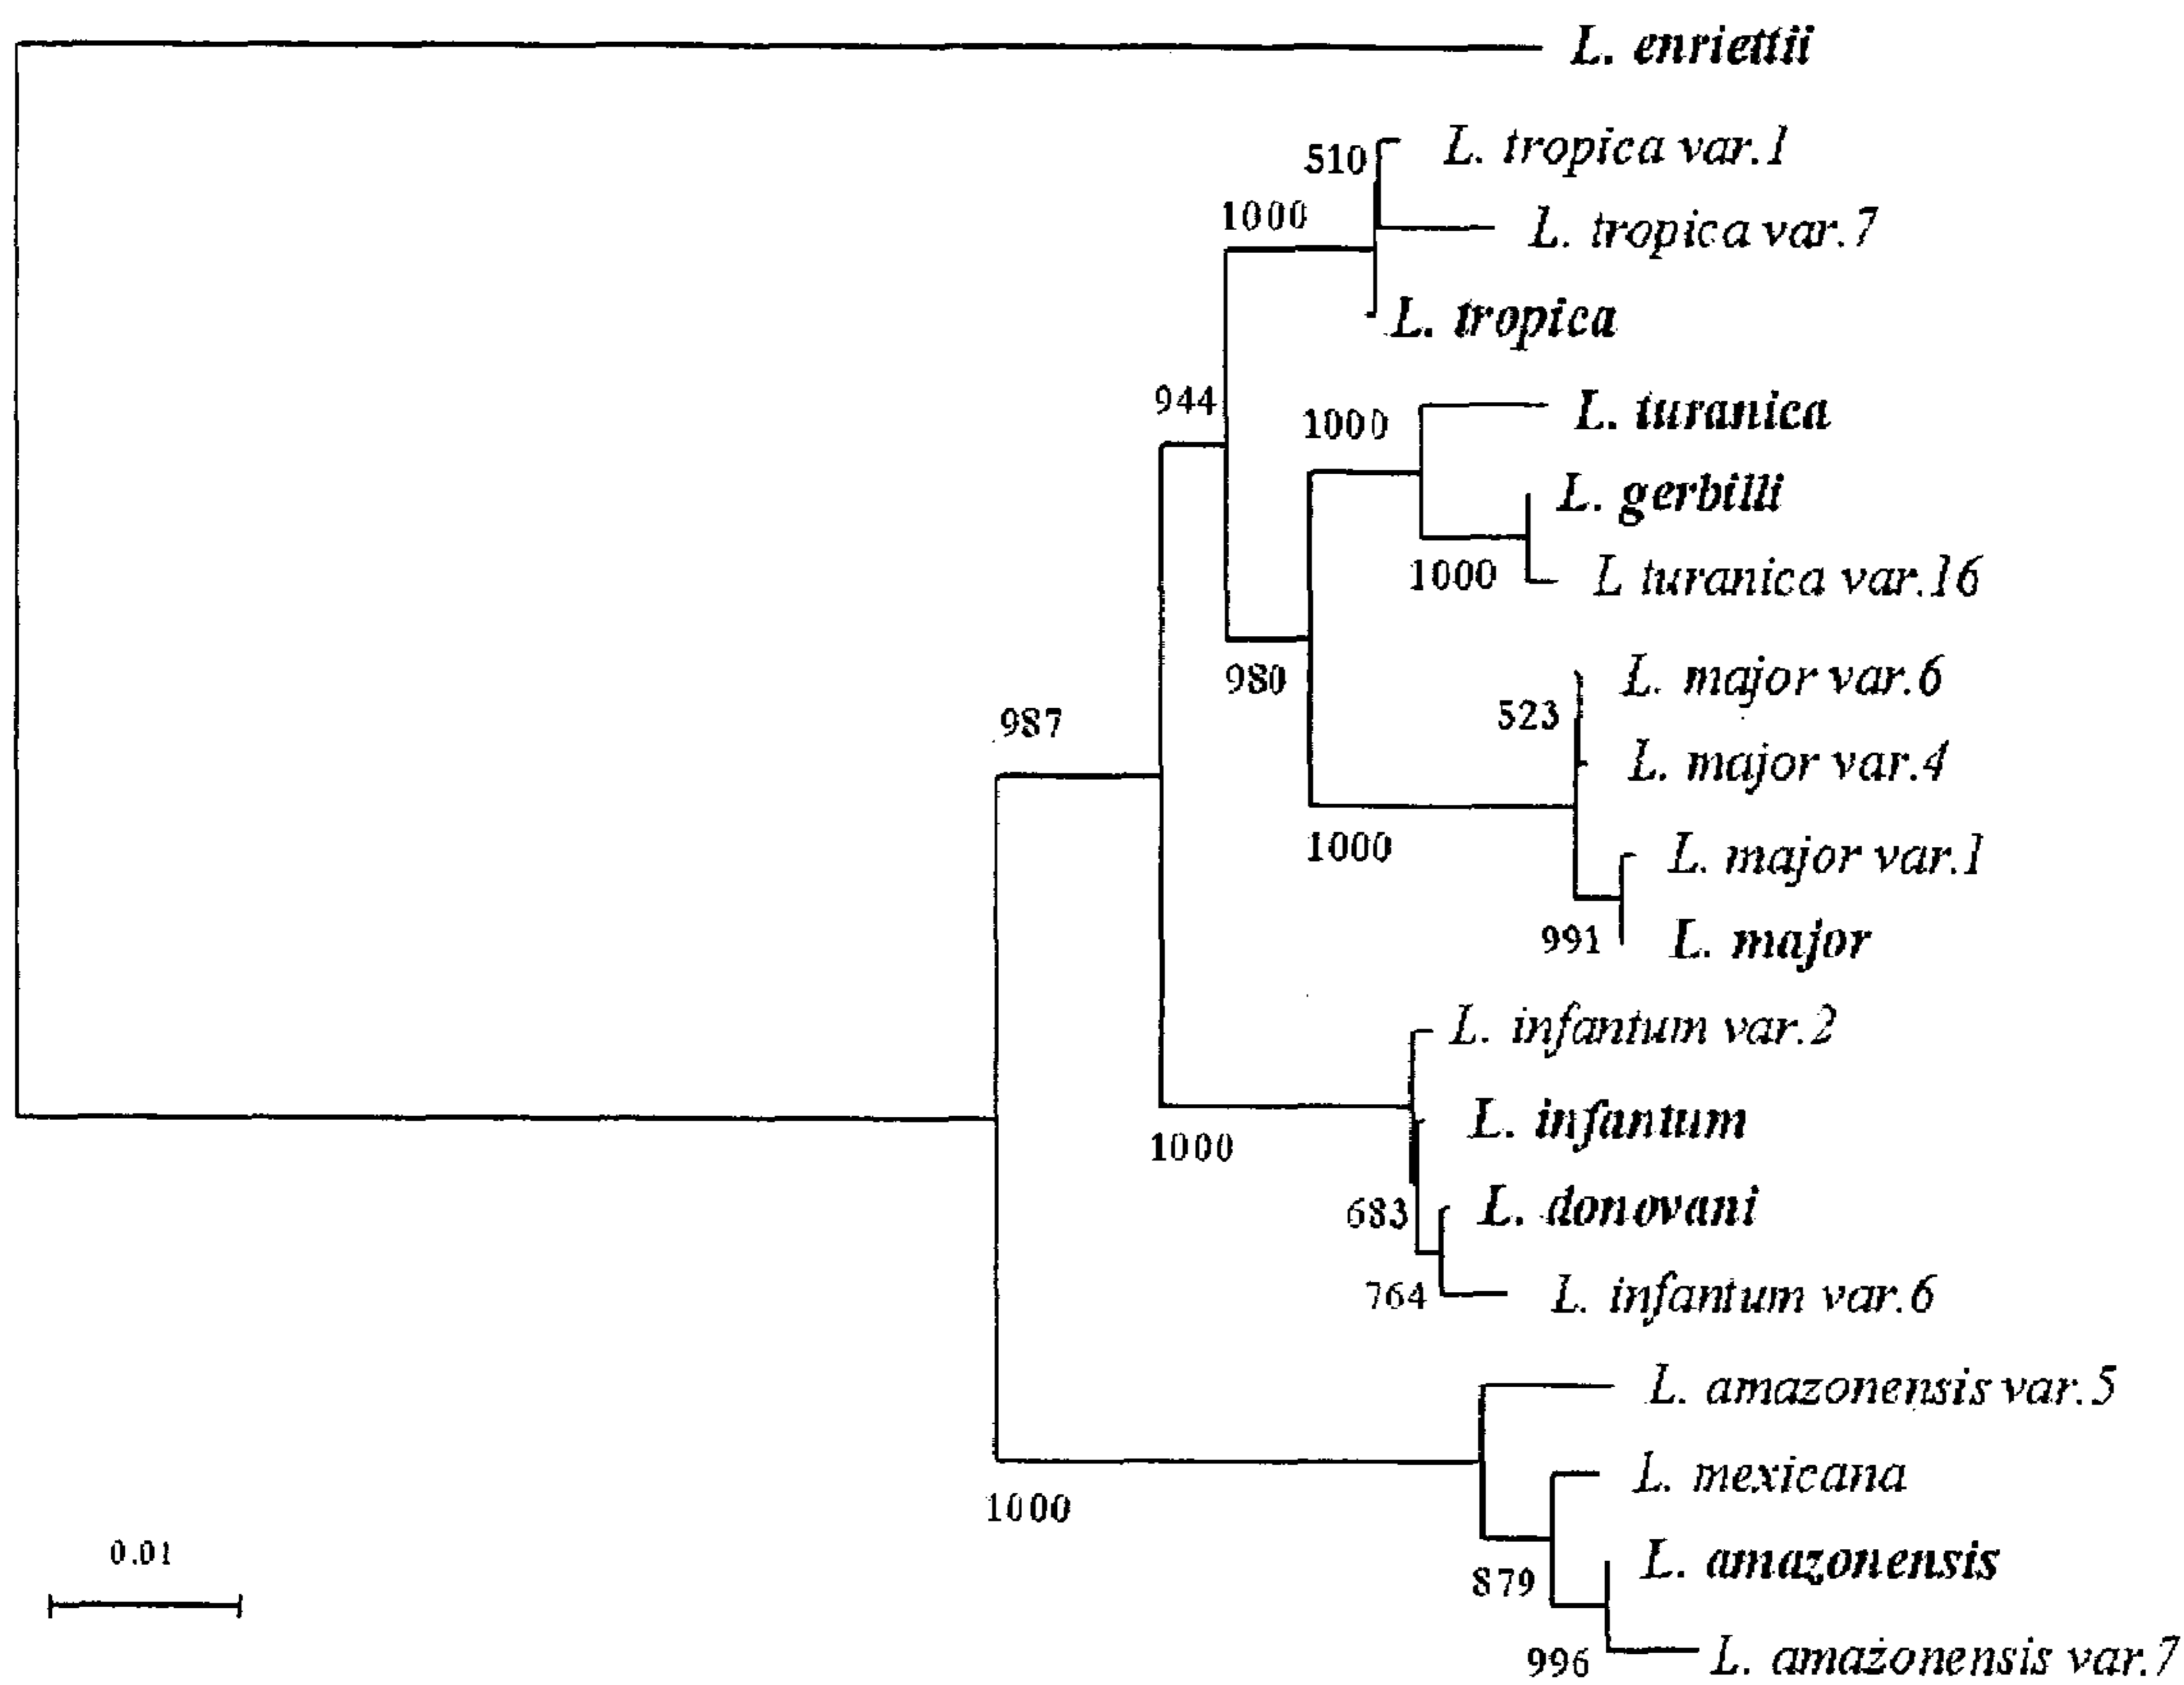 L. enriettii
L. tropica var.1
510
1000
L. tropica var.7
L. tropica
944
1000
L. turanica
L. gerbilli
1000
L turanica var.16
980
L. major var.6
523
987
L. major var.4
1000
L. major var.1
991
L. major
L. infantum var.2
L. infantum
1000
683
L. donovani
764
L. infantum var.6
L. amazonensis var.5
L. mexicana
1000
0.01
L. amazonensis
879
996
L. amazonensis var.7